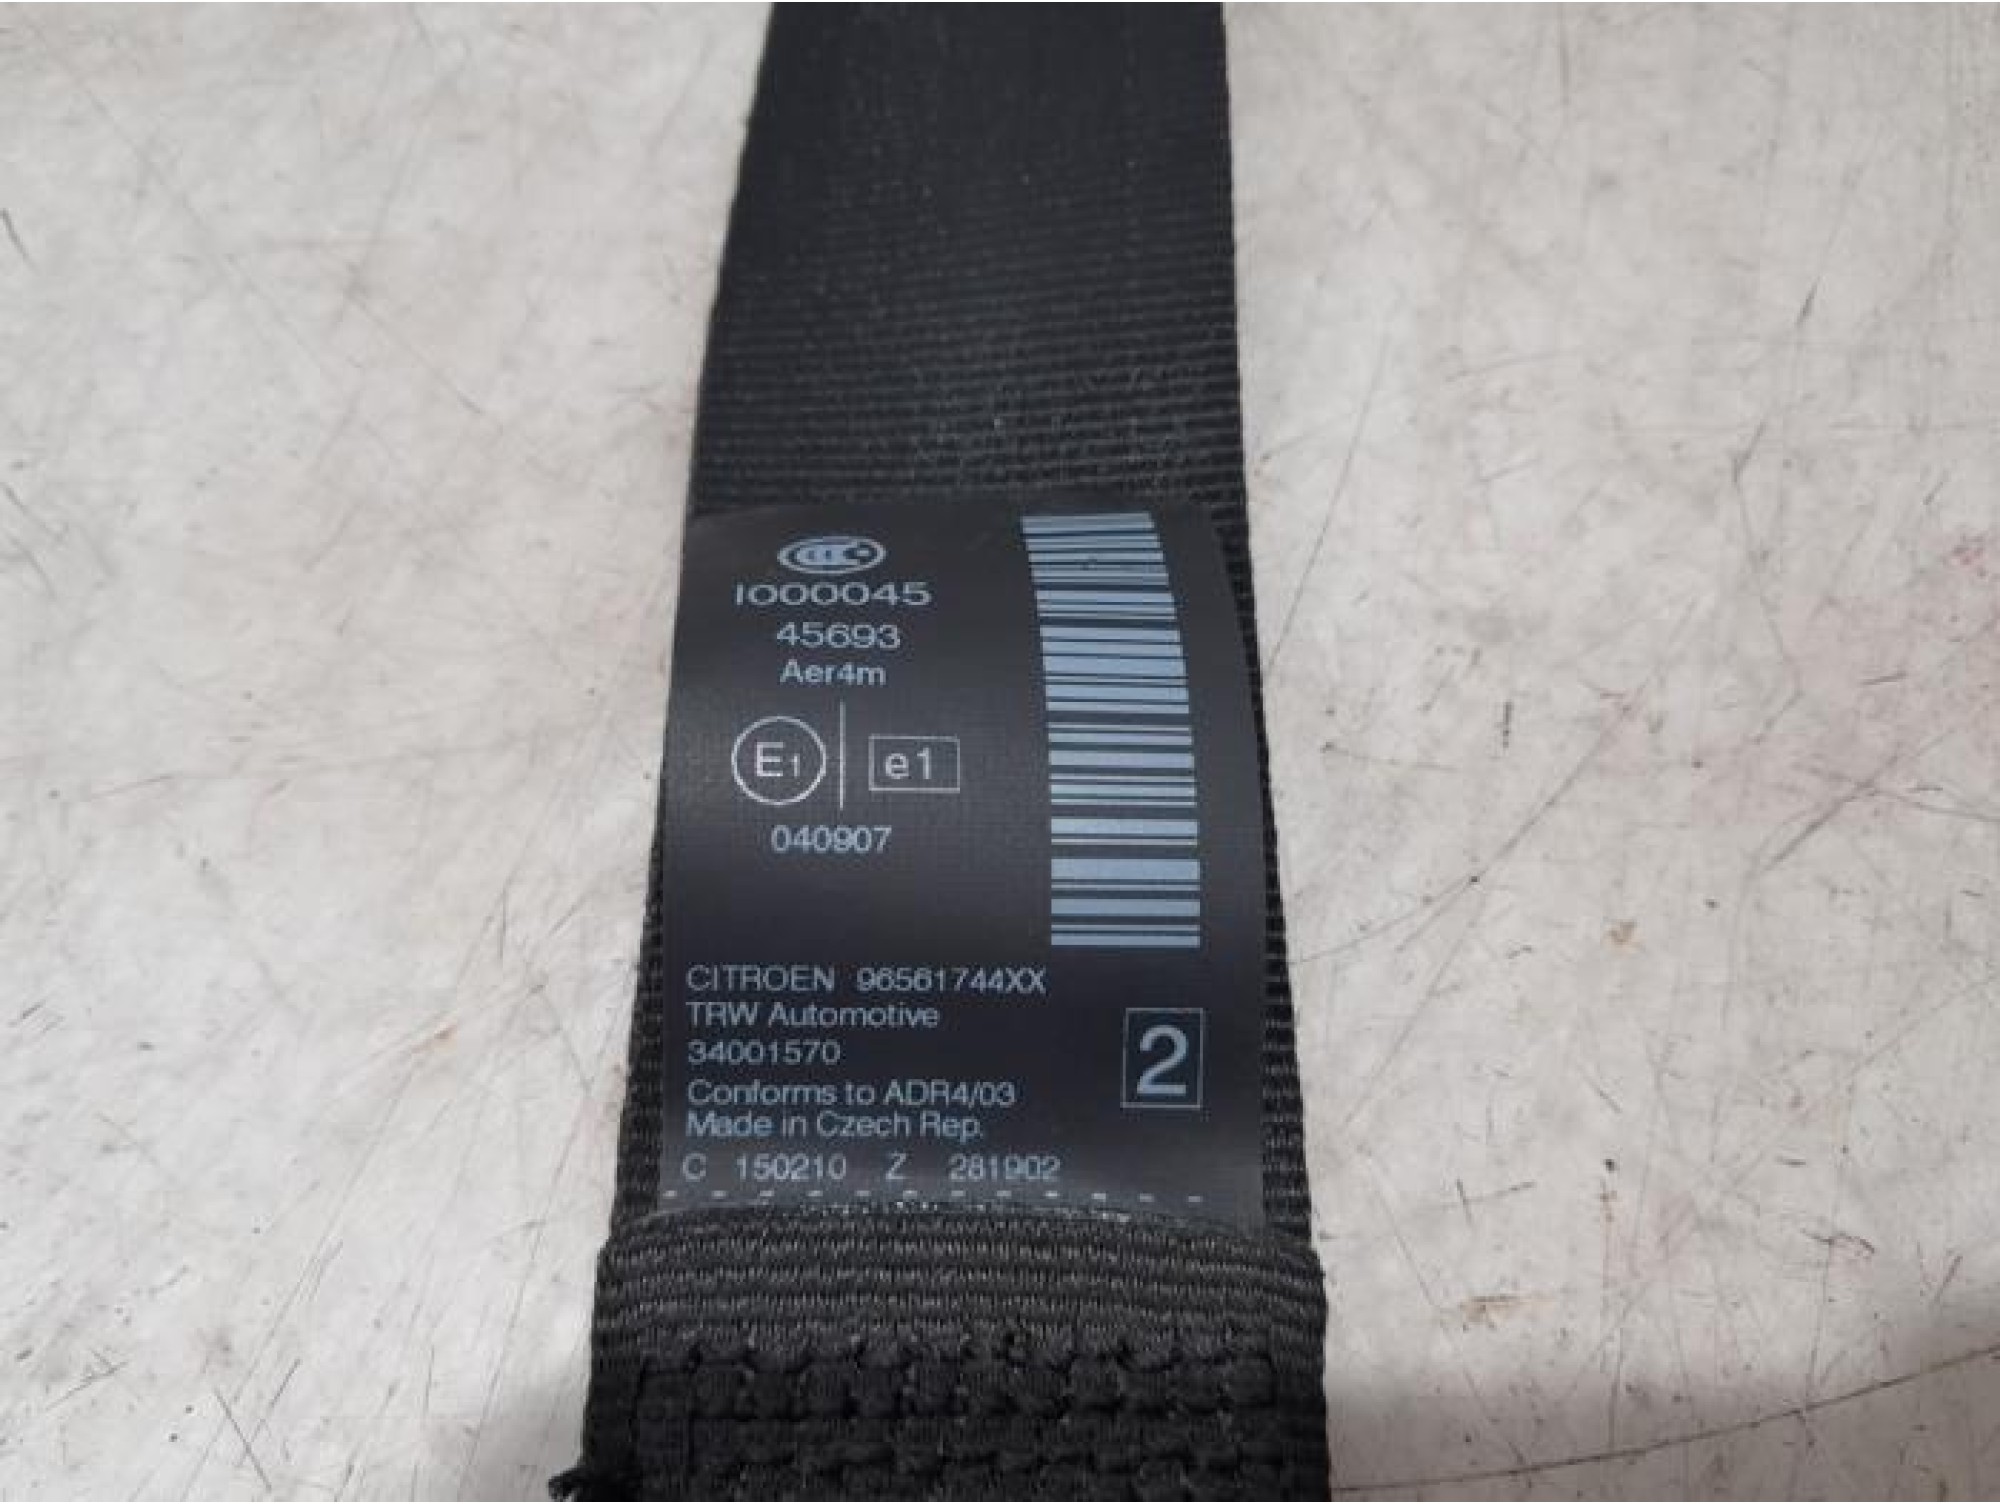 CCC
1000045
45693
Aer4m
E1 e1
040907
CITROEN 96561744XX
TRW Automotive
34001570
2
Conforms to ADR4/03
Made in Czech Rep.
C 150210 Z 281902